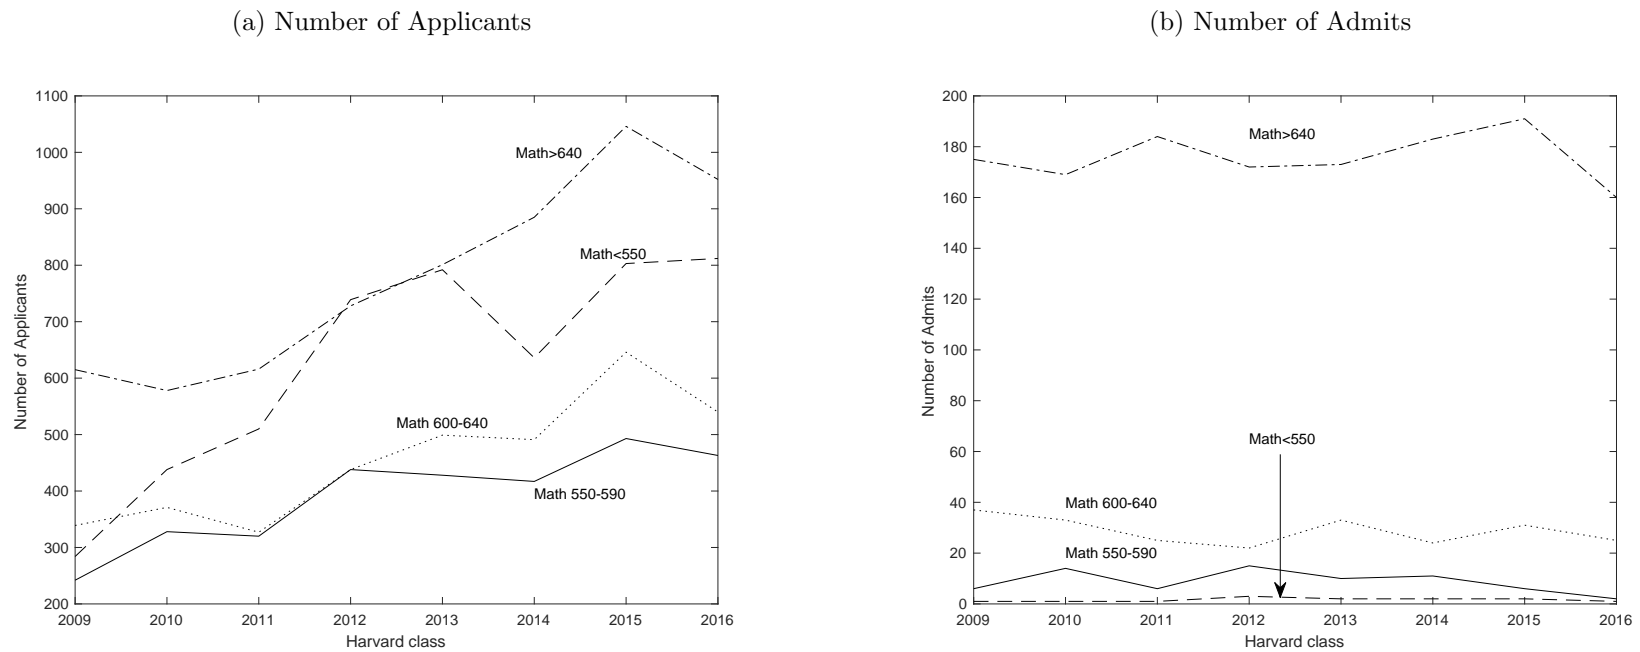 (a) Number of Applicants
(b) Number of Admits
1100
1000
900
800
700
600
500
400
300
200
Number of Applicants
Math>640
Math<550
Math 600-640
Math 550-590
2009 2010 2011 2012 2013 2014 2015 2016
Harvard class
200
180
160
140
120
100
80
60
40
20
0
Number of Admits
Math>640
Math<550
Math 600-640
Math 550-590
2009 2010 2011 2012 2013 2014 2015 2016
Harvard class